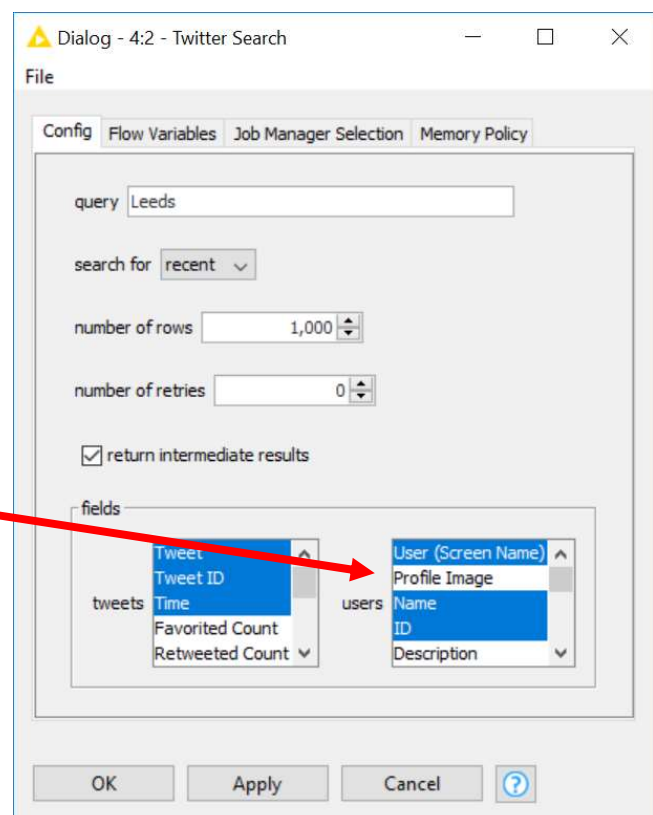 Dialog - 4:2 - Twitter Search
File
Config Flow Variables Job Manager Selection Memory Policy
query Leeds
search for recent
number of rows 1,000
number of retries 0
return intermediate results
fields
tweets
Tweet
Tweet ID
Time
Favorited Count
Retweeted Count
users
User (Screen Name)
Profile Image
Name
ID
Description
OK Apply Cancel ?